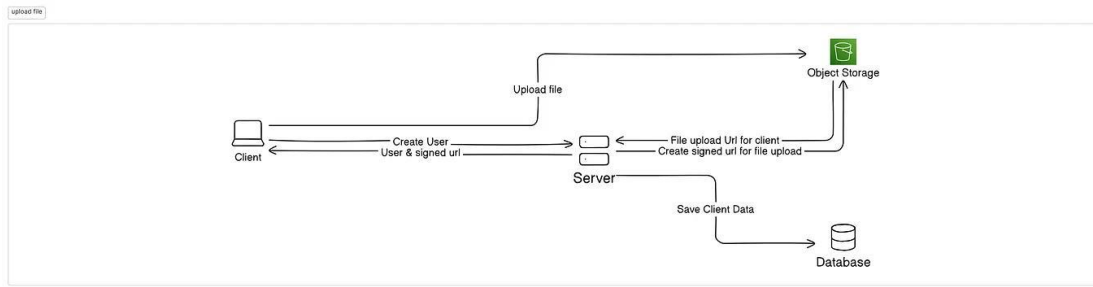 upload file
Object Storage
Upload file
Create User
User & signed url
Client
File upload Url for client
Create signed url for file upload
Server
Save Client Data
Database